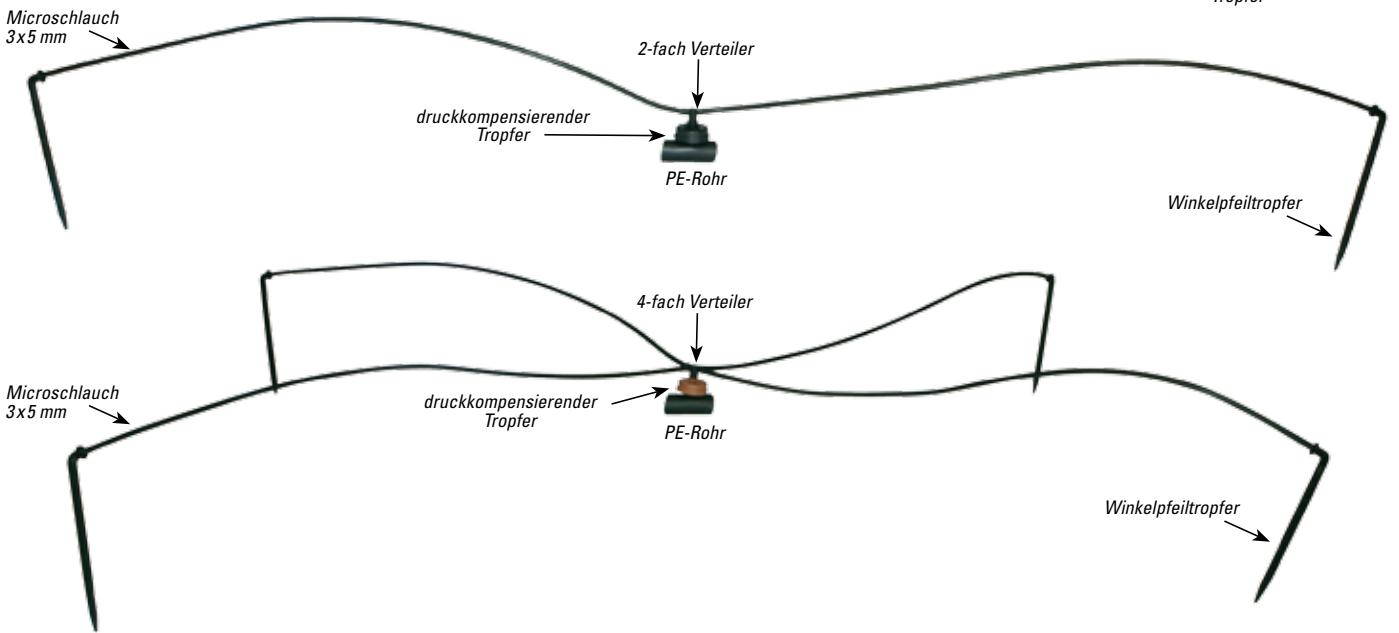 Tropfer
Microschlauch
3x5 mm
2-fach Verteiler
druckkompensierender
Tropfer
PE-Rohr
Winkelpfeiltropfer
4-fach Verteiler
Microschlauch
3x5 mm
druckkompensierender
Tropfer
PE-Rohr
Winkelpfeiltropfer